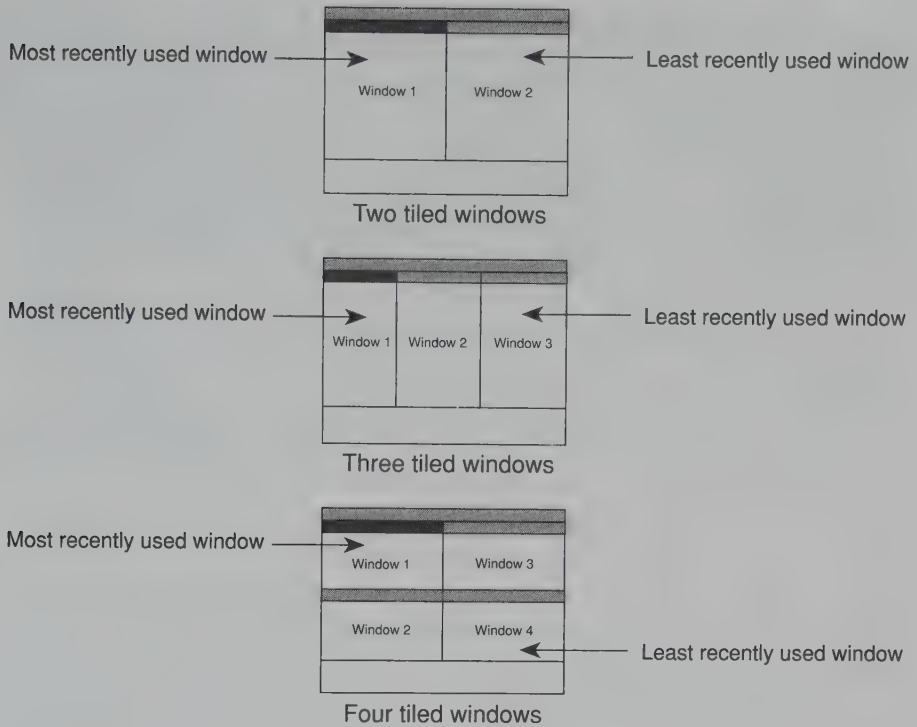 Most recently used window
Least recently used window
Window 1
Window 2
Two tiled windows
Most recently used window
Least recently used window
Window 1
Window 2
Window 3
Three tiled windows
Most recently used window
Window 1
Window 3
Window 2
Window 4
Least recently used window
Four tiled windows